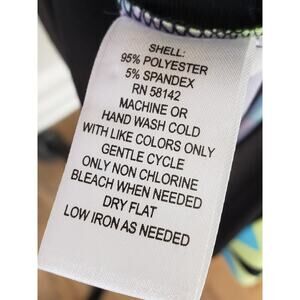 SHELL:
95% POLYESTER
5% SPANDEX
RN 58142
MACHINE OR
HAND WASH COLD
WITH LIKE COLORS ONLY
GENTLE CYCLE
ONLY NON CHLORINE
BLEACH WHEN NEEDED
DRY FLAT
LOW IRON AS NEEDED